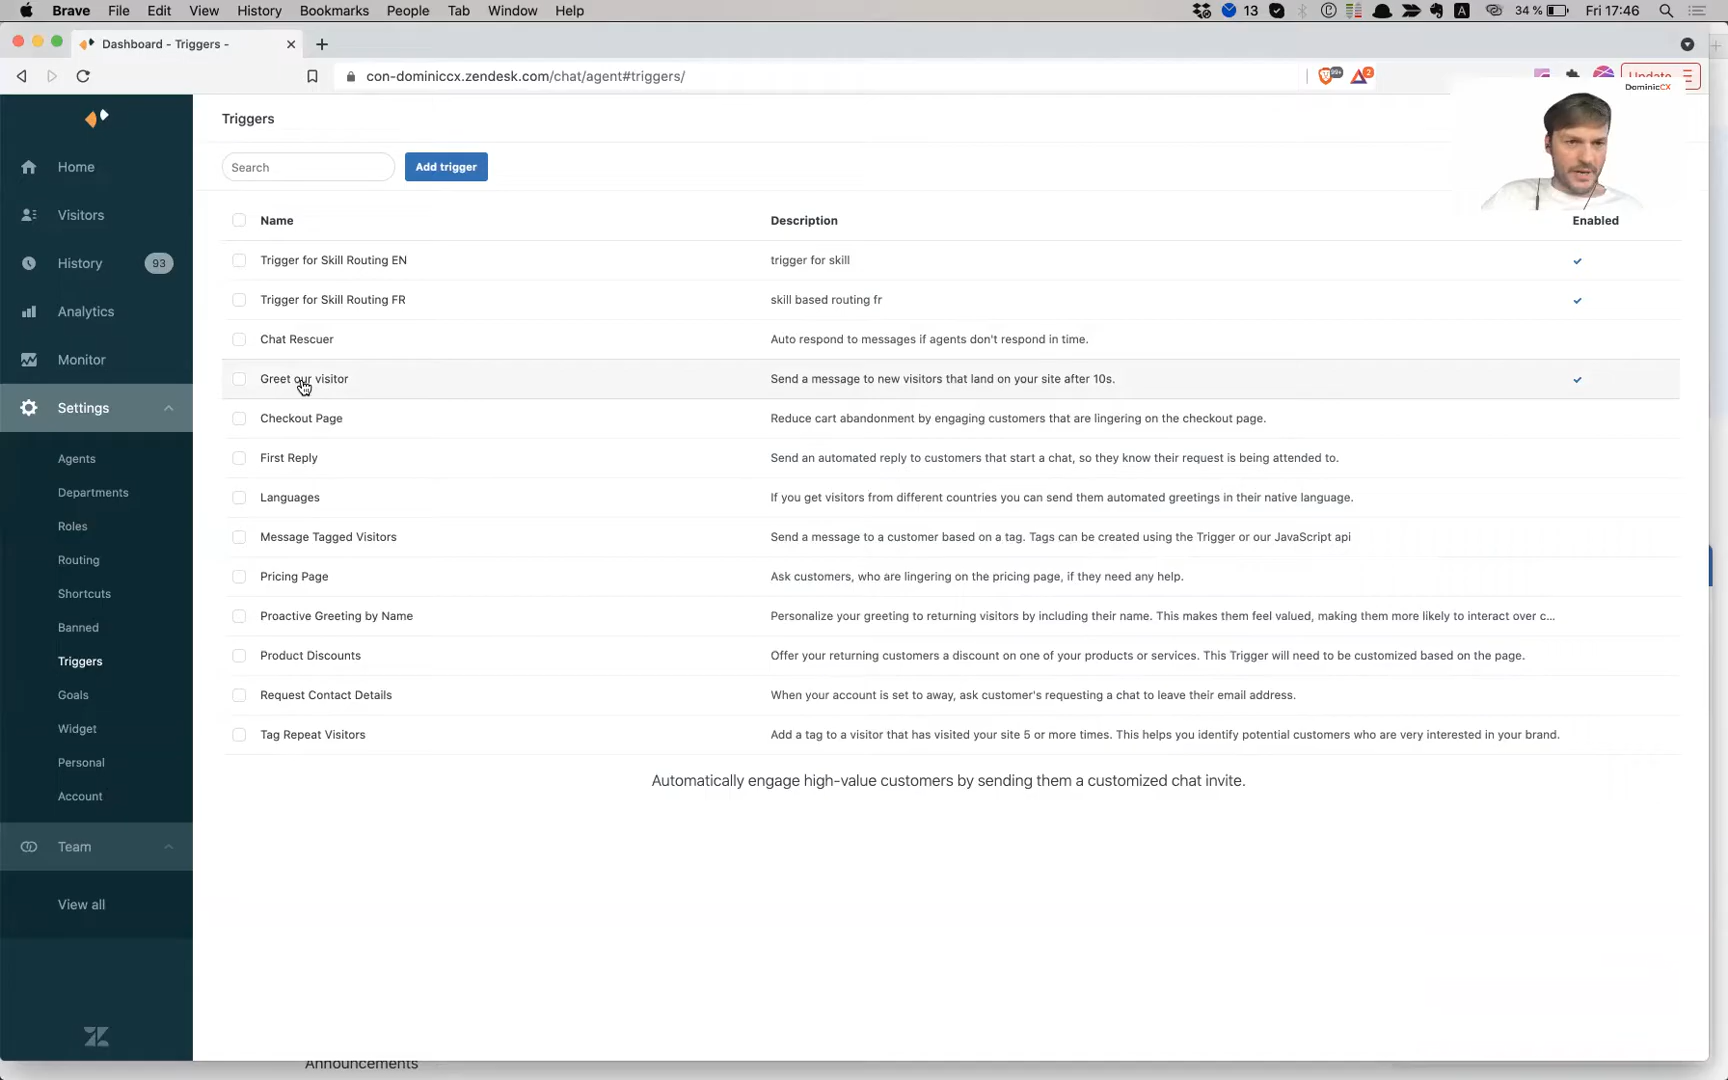 Brave File Edit View History Bookmarks People Tab Window Help 13 34 % Fri 17:46
Dashboard - Triggers -
con-dominiccx.zendesk.com/chat/agent#triggers/ 99+ 2 Update
DominicCX
Triggers
Search Add trigger
Home
Visitors
History 93
Analytics
Monitor
Settings
Agents
Departments
Roles
Routing
Shortcuts
Banned
Triggers
Goals
Widget
Personal
Account
Team
View all
Name Description Enabled
Trigger for Skill Routing EN trigger for skill
Trigger for Skill Routing FR skill based routing fr
Chat Rescuer Auto respond to messages if agents don't respond in time.
Greet our visitor Send a message to new visitors that land on your site after 10s.
Checkout Page Reduce cart abandonment by engaging customers that are lingering on the checkout page.
First Reply Send an automated reply to customers that start a chat, so they know their request is being attended to.
Languages If you get visitors from different countries you can send them automated greetings in their native language.
Message Tagged Visitors Send a message to a customer based on a tag. Tags can be created using the Trigger or our JavaScript api
Pricing Page Ask customers, who are lingering on the pricing page, if they need any help.
Proactive Greeting by Name Personalize your greeting to returning visitors by including their name. This makes them feel valued, making them more likely to interact over c...
Product Discounts Offer your returning customers a discount on one of your products or services. This Trigger will need to be customized based on the page.
Request Contact Details When your account is set to away, ask customer's requesting a chat to leave their email address.
Tag Repeat Visitors Add a tag to a visitor that has visited your site 5 or more times. This helps you identify potential customers who are very interested in your brand.
Automatically engage high-value customers by sending them a customized chat invite.
Announcements